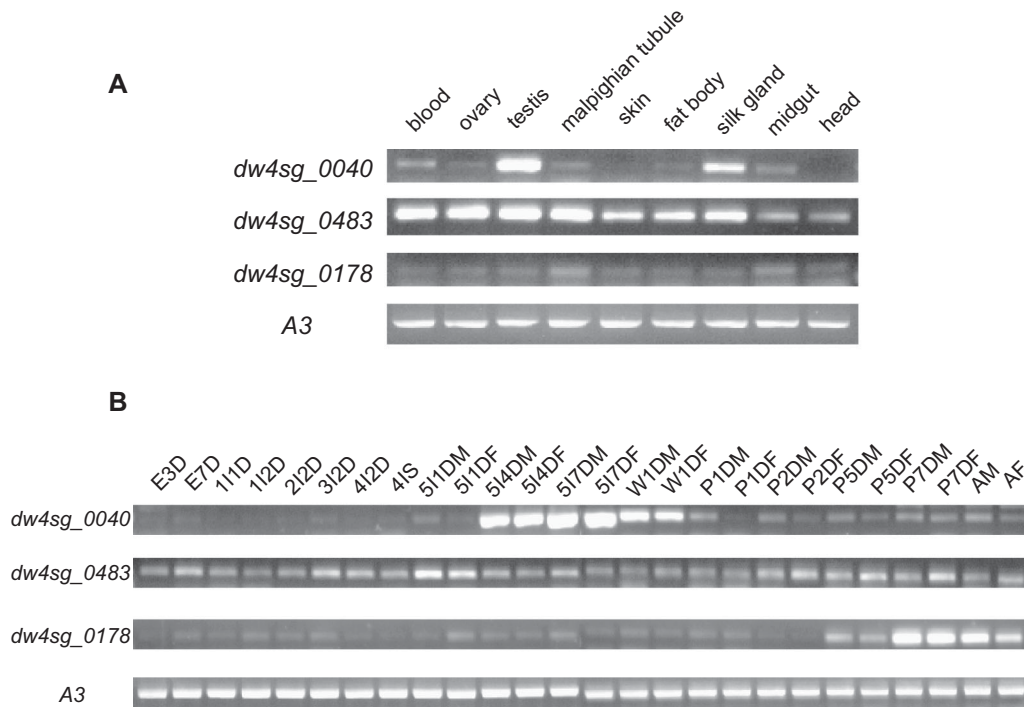 A
blood ovary testis malpighian tubule skin fat body silk gland midgut head
dw4sg_0040
dw4sg_0483
dw4sg_0178
A3
B
E3D E7D 1I1D 1I2D 2I2D 3I2D 4I2D 4IS 5I1DM 5I1DF 5I4DM 5I4DF 5I7DM 5I7DF W1DM W1DF P1DM P1DF P2DM P2DF P5DM P5DF P7DM P7DF AM AF
dw4sg_0040
dw4sg_0483
dw4sg_0178
A3